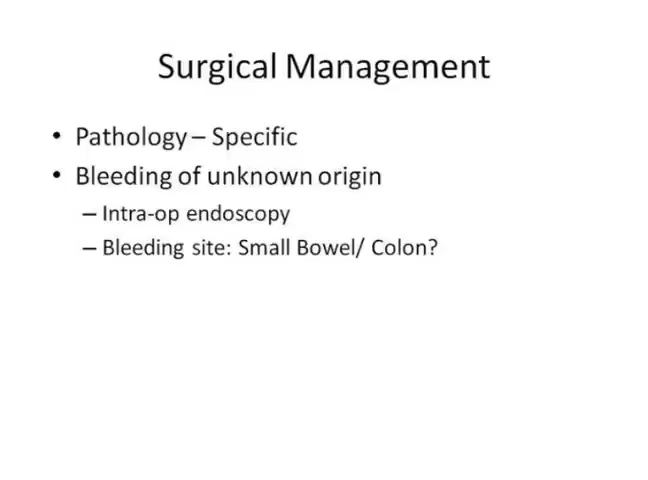 Surgical Management
• Pathology – Specific
• Bleeding of unknown origin
– Intra-op endoscopy
– Bleeding site: Small Bowel/ Colon?